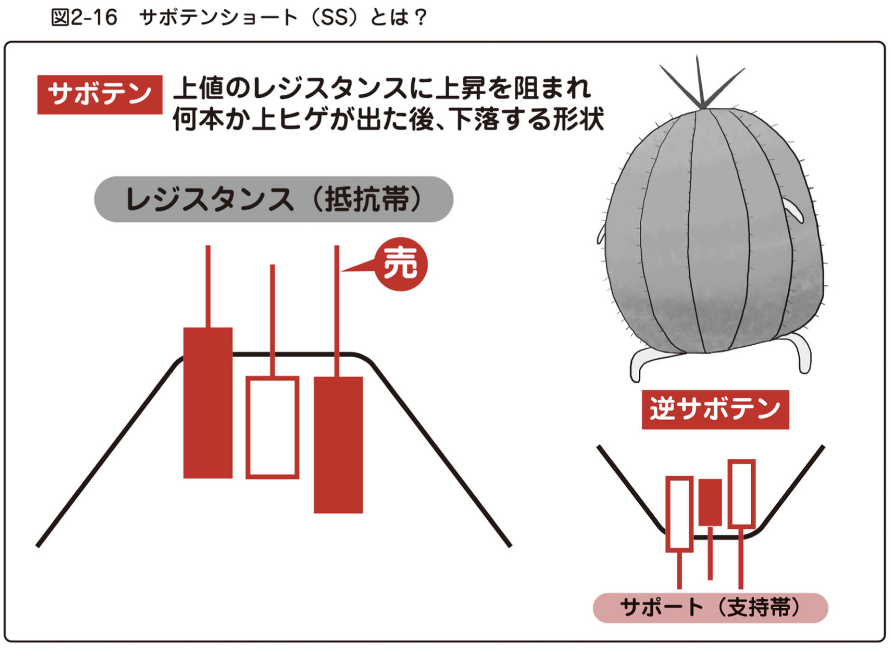 図2-16　サボテンショート（SS）とは？
サボテン
上値のレジスタンスに上昇を阻まれ
何本か上ヒゲが出た後、下落する形状
レジスタンス（抵抗帯）
売
逆サボテン
サポート（支持帯）